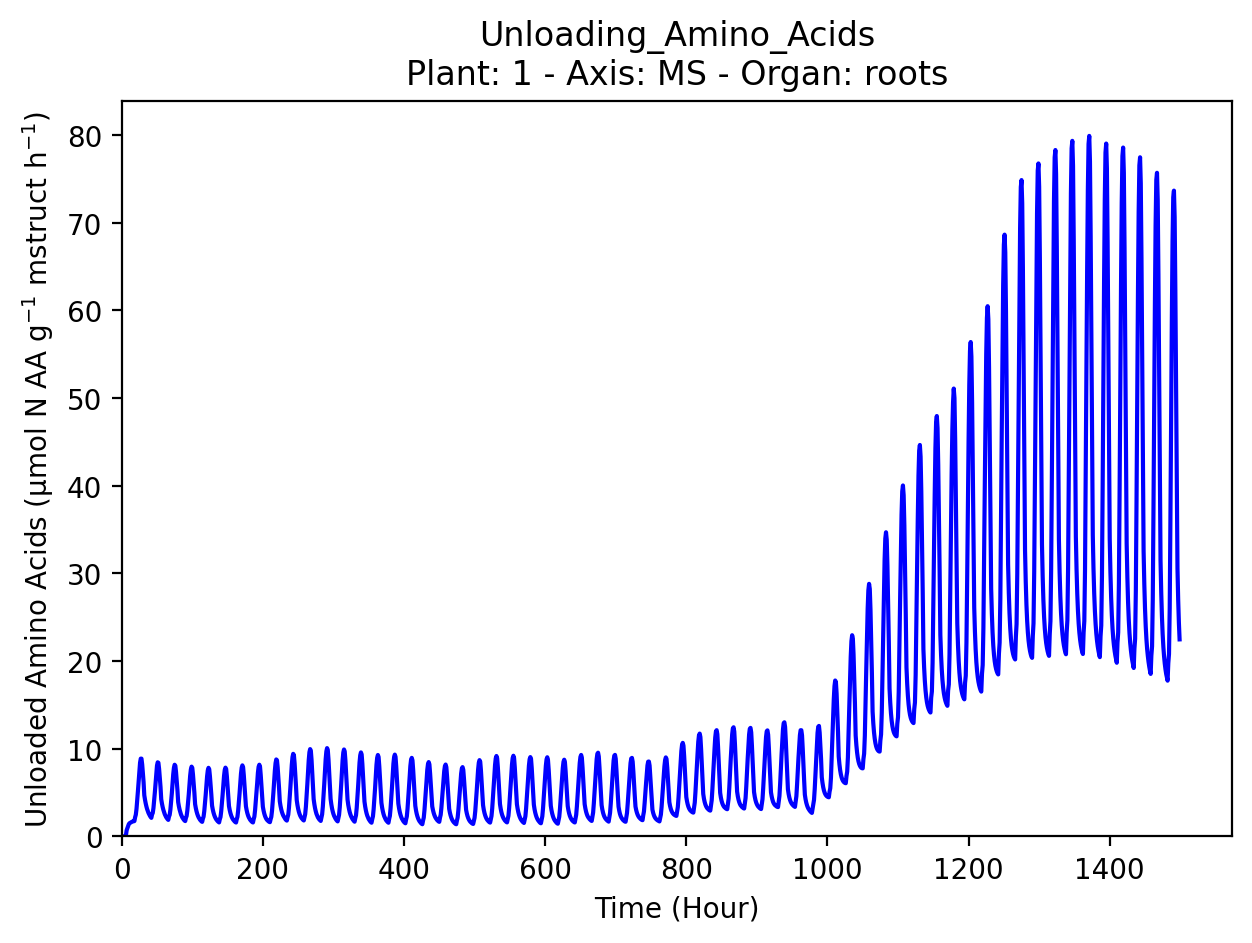 Unloading_Amino_Acids
Plant: 1 - Axis: MS - Organ: roots
Unloaded Amino Acids (µmol N AA g⁻¹ mstruct h⁻¹)
80
70
60
50
40
30
20
10
0
0 200 400 600 800 1000 1200 1400
Time (Hour)